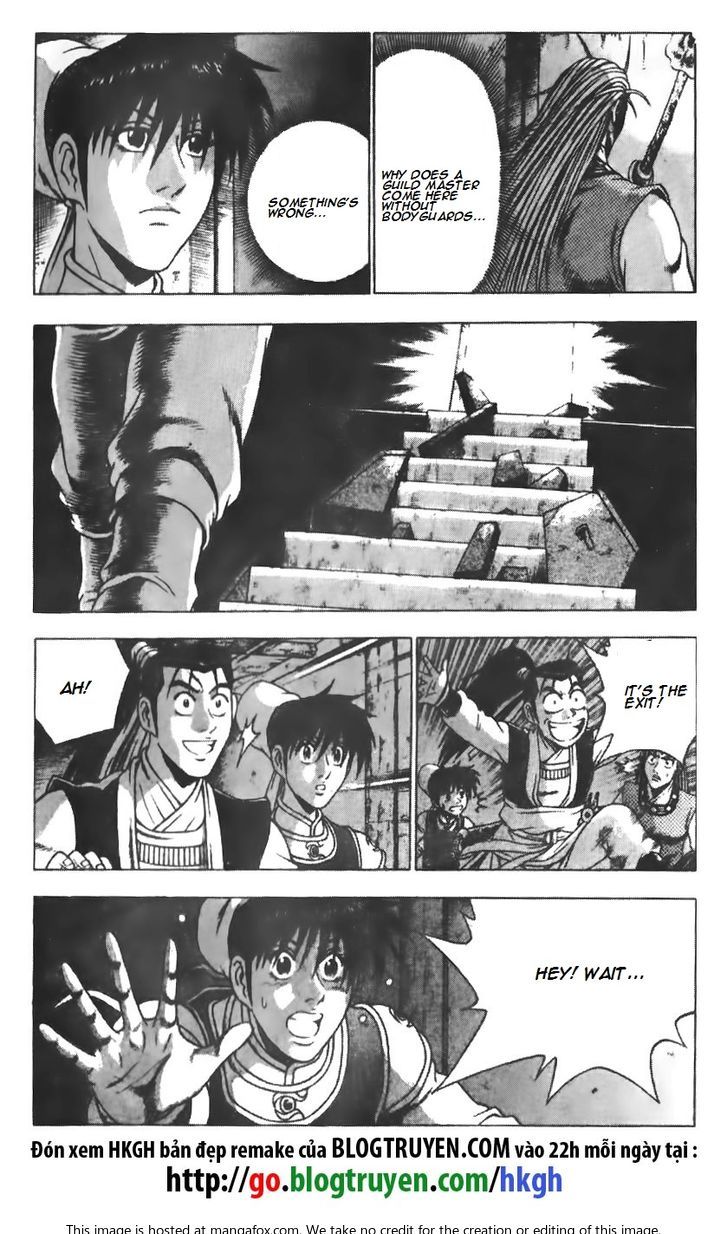 SOMETHING'S
WRONG...
WHY DOES A
GUILD MASTER
COME HERE
WITHOUT
BODYGUARDS...
AH!
IT'S THE
EXIT!
HEY! WAIT...
Đón xem HKGH bản đẹp remake của BLOGTRUYEN.COM vào 22h mỗi ngày tại :
http://go.blogtruyen.com/hkgh
This image is hosted at mangafox.com. We take no credit for the creation or editing of this image.